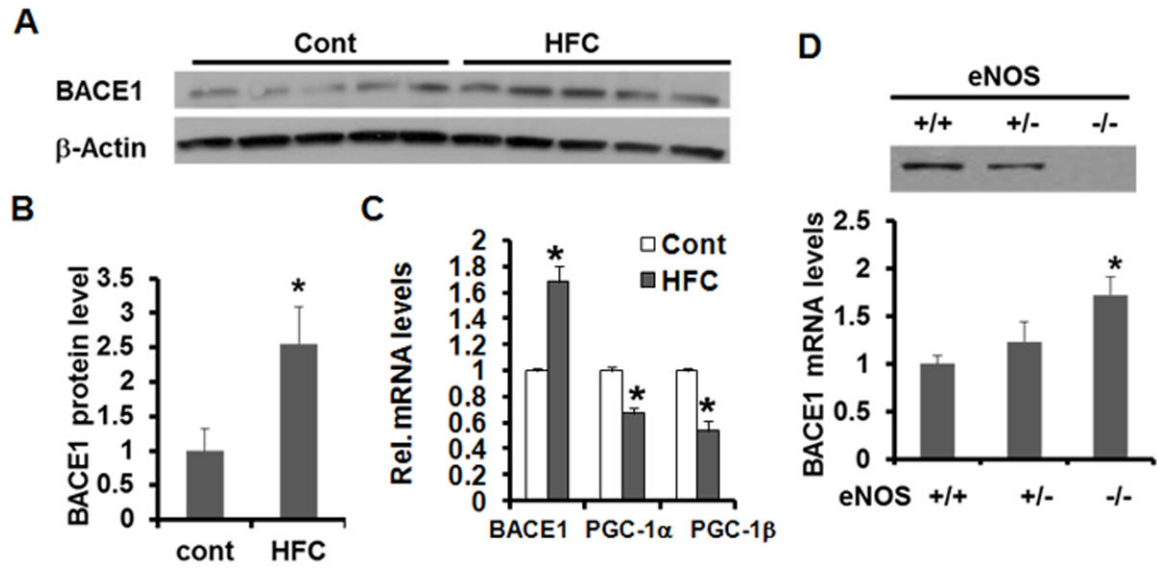 A
Cont HFC
BACE1
β-Actin
B
BACE1 protein level
3.5
3
2.5
2
1.5
1
0.5
0
*
cont HFC
C
Rel. mRNA levels
2
1.8
1.6
1.4
1.2
1
0.8
0.6
0.4
0.2
0
Cont
HFC
*
*
*
BACE1 PGC-1α PGC-1β
D
eNOS
+/+ +/- -/-
BACE1 mRNA levels
2.5
2
1.5
1
0.5
0
*
eNOS +/+ +/- -/-